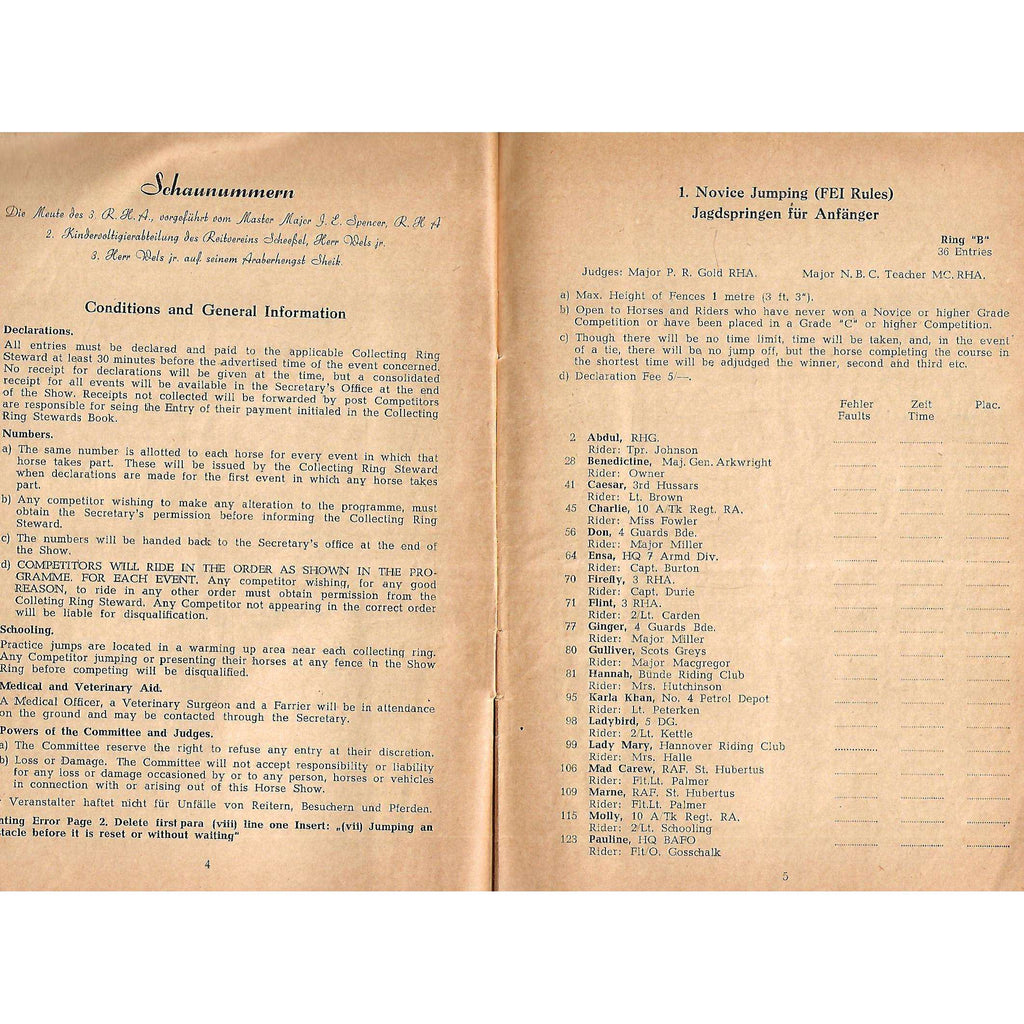 Schaunummern
Die Meute des 3. R. H. A., vorgeführt vom Master Major J. E. Spencer, R. H. A
2. Kindervoltigierabteilung des Reitvereins Scheeßel, Herr Wels jr.
3. Herr Wels jr. auf seinem Araberhengst Sheik.
Conditions and General Information
Declarations.
All entries must be declared and paid to the applicable Collecting Ring
Steward at least 30 minutes before the advertised time of the event concerned.
No receipt for declarations will be given at the time, but a consolidated
receipt for all events will be available in the Secretary's Office at the end
of the Show. Receipts not collected will be forwarded by post Competitors
are responsible for seing the Entry of their payment initialed in the Collecting
Ring Stewards Book.
Numbers.
a) The same number is allotted to each horse for every event in which that
horse takes part. These will be issued by the Collecting Ring Steward
when declarations are made for the first event in which any horse takes
part.
b) Any competitor wishing to make any alteration to the programme, must
obtain the Secretary's permission before informing the Collecting Ring
Steward.
c) The numbers will be handed back to the Secretary's office at the end of
the Show.
d) COMPETITORS WILL RIDE IN THE ORDER AS SHOWN IN THE PRO-
GRAMME. FOR EACH EVENT. Any competitor wishing, for any good
REASON, to ride in any other order must obtain permission from the
Colleting Ring Steward. Any Competitor not appearing in the correct order
will be liable for disqualification.
Schooling.
Practice jumps are located in a warming up area near each collecting ring.
Any Competitor jumping or presenting their horses at any fence in the Show
Ring before competing will be disqualified.
Medical and Veterinary Aid.
A Medical Officer, a Veterinary Surgeon and a Farrier will be in attendance
on the ground and may be contacted through the Secretary.
Powers of the Committee and Judges.
a) The Committee reserve the right to refuse any entry at their discretion.
b) Loss or Damage. The Committee will not accept responsibility or liability
for any loss or damage occasioned by or to any person, horses or vehicles
in connection with or arising out of this Horse Show.
Veranstalter haftet nicht für Unfälle von Reitern, Besuchern und Pferden.
nting Error Page 2. Delete first para (viii) line one Insert: „(vii) Jumping an
stacle before it is reset or without waiting"
4
1. Novice Jumping (FEI Rules)
Jagdspringen für Anfänger
Ring "B"
36 Entries
Judges: Major P. R. Gold RHA. Major N. B. C. Teacher MC. RHA.
a) Max. Height of Fences 1 metre (3 ft, 3").
b) Open to Horses and Riders who have never won a Novice or higher Grade
Competition or have been placed in a Grade "C" or higher Competition.
c) Though there will be no time limit, time will be taken, and, in the event
of a tie, there will be no jump off, but the horse completing the course in
the shortest time will be adjudged the winner, second and third etc.
d) Declaration Fee 5/—.
Fehler Zeit Plac.
Faults Time
2 Abdul, RHG.
Rider: Tpr. Johnson
28 Benedicline, Maj. Gen. Arkwright
Rider: Owner
41 Caesar, 3rd Hussars
Rider: Lt. Brown
45 Charlie, 10 A/Tk Regt. RA.
Rider: Miss Fowler
56 Don, 4 Guards Bde.
Rider: Major Miller
64 Ensa, HQ 7 Armd Div.
Rider: Capt. Burton
70 Firefly, 3 RHA.
Rider: Capt. Durie
71 Flint, 3 RHA.
Rider: 2/Lt. Carden
77 Ginger, 4 Guards Bde.
Rider: Major Miller
80 Gulliver, Scots Greys
Rider: Major Macgregor
81 Hannah, Bünde Riding Club
Rider: Mrs. Hutchinson
95 Karla Khan, No. 4 Petrol Depot
Rider: Lt. Peterken
98 Ladybird, 5 DG.
Rider: 2/Lt. Kettle
99 Lady Mary, Hannover Riding Club
Rider: Mrs. Halle
106 Mad Carew, RAF. St. Hubertus
Rider: Flt.Lt. Palmer
109 Marne, RAF. St. Hubertus
Rider: Flt.Lt. Palmer
115 Molly, 10 A/Tk Regt. RA.
Rider: 2/Lt. Schooling
123 Pauline, HQ BAFO
Rider: Flt/O. Gosschalk
5